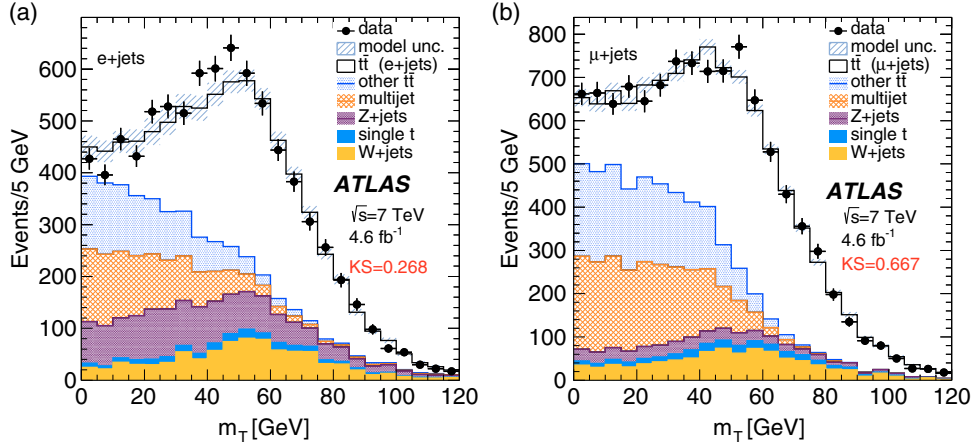 (a)
e+jets
data
model unc.
tt̄ (e+jets)
other tt̄
multijet
Z+jets
single t
W+jets
ATLAS
√s=7 TeV
4.6 fb⁻¹
KS=0.268
Events/5 GeV
600
500
400
300
200
100
0
0 20 40 60 80 100 120
m_T [GeV]
(b)
μ+jets
data
model unc.
tt̄ (μ+jets)
other tt̄
multijet
Z+jets
single t
W+jets
ATLAS
√s=7 TeV
4.6 fb⁻¹
KS=0.667
Events/5 GeV
800
700
600
500
400
300
200
100
0
0 20 40 60 80 100 120
m_T [GeV]